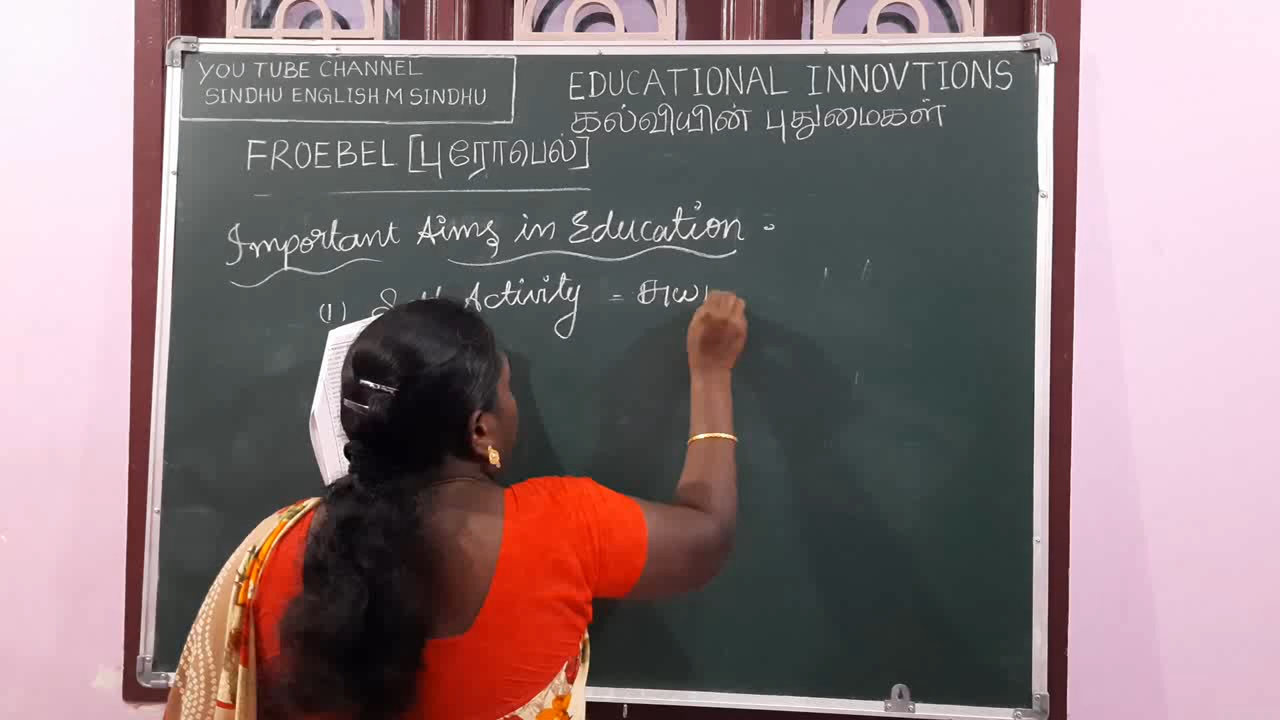 YOU TUBE CHANNEL
SINDHU ENGLISH M SINDHU
EDUCATIONAL INNOVTIONS
கல்வியின் புதுமைகள்
FROEBEL [புரோபெல்]
Important Aims in Education =
(1) Activity = சுய